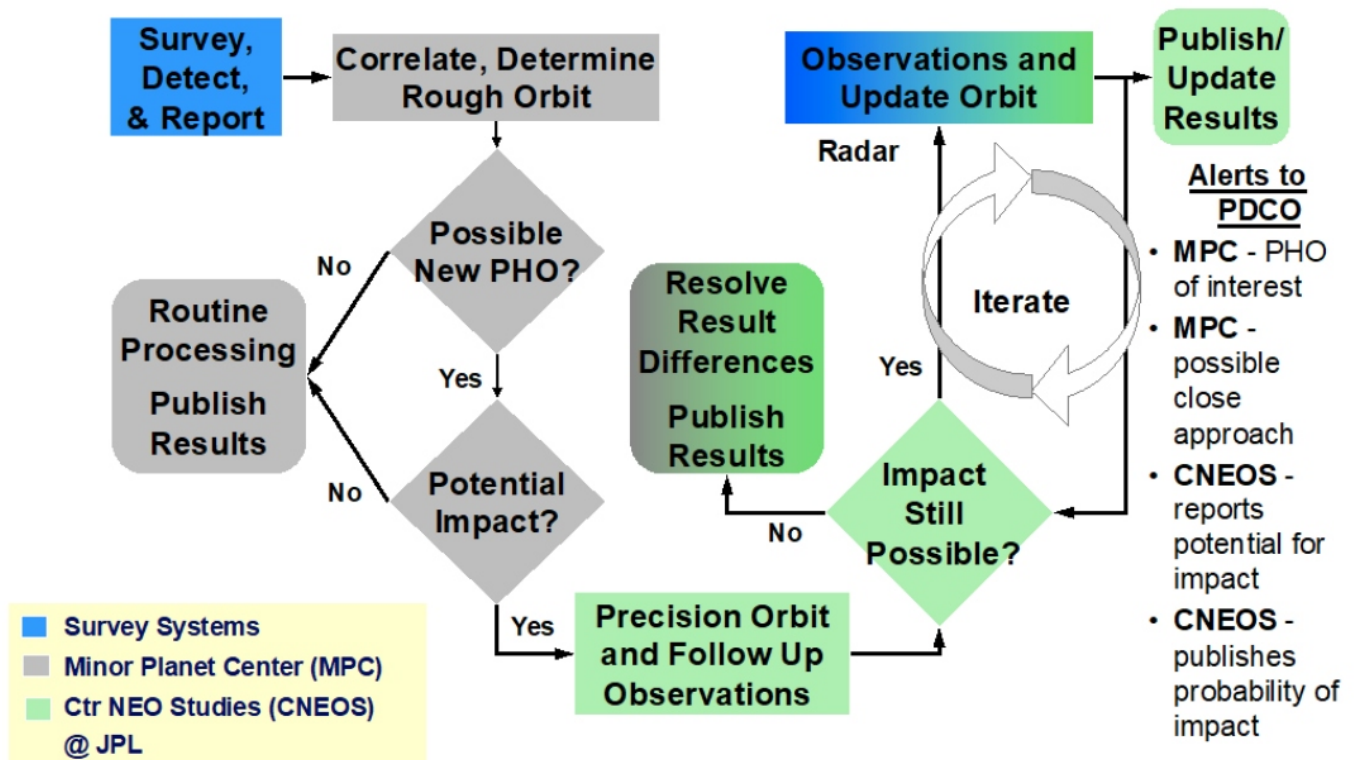 Survey,
Detect,
& Report
Correlate, Determine
Rough Orbit
Possible
New PHO?
No
Routine
Processing
Publish
Results
Yes
No
Potential
Impact?
Yes
Precision Orbit
and Follow Up
Observations
Impact
Still
Possible?
No
Resolve
Result
Differences
Publish
Results
Yes
Iterate
Radar
Observations and
Update Orbit
Publish/
Update
Results
Alerts to
PDCO
• MPC - PHO
of interest
• MPC -
possible
close
approach
• CNEOS -
reports
potential for
impact
• CNEOS -
publishes
probability of
impact
Survey Systems
Minor Planet Center (MPC)
Ctr NEO Studies (CNEOS)
@ JPL